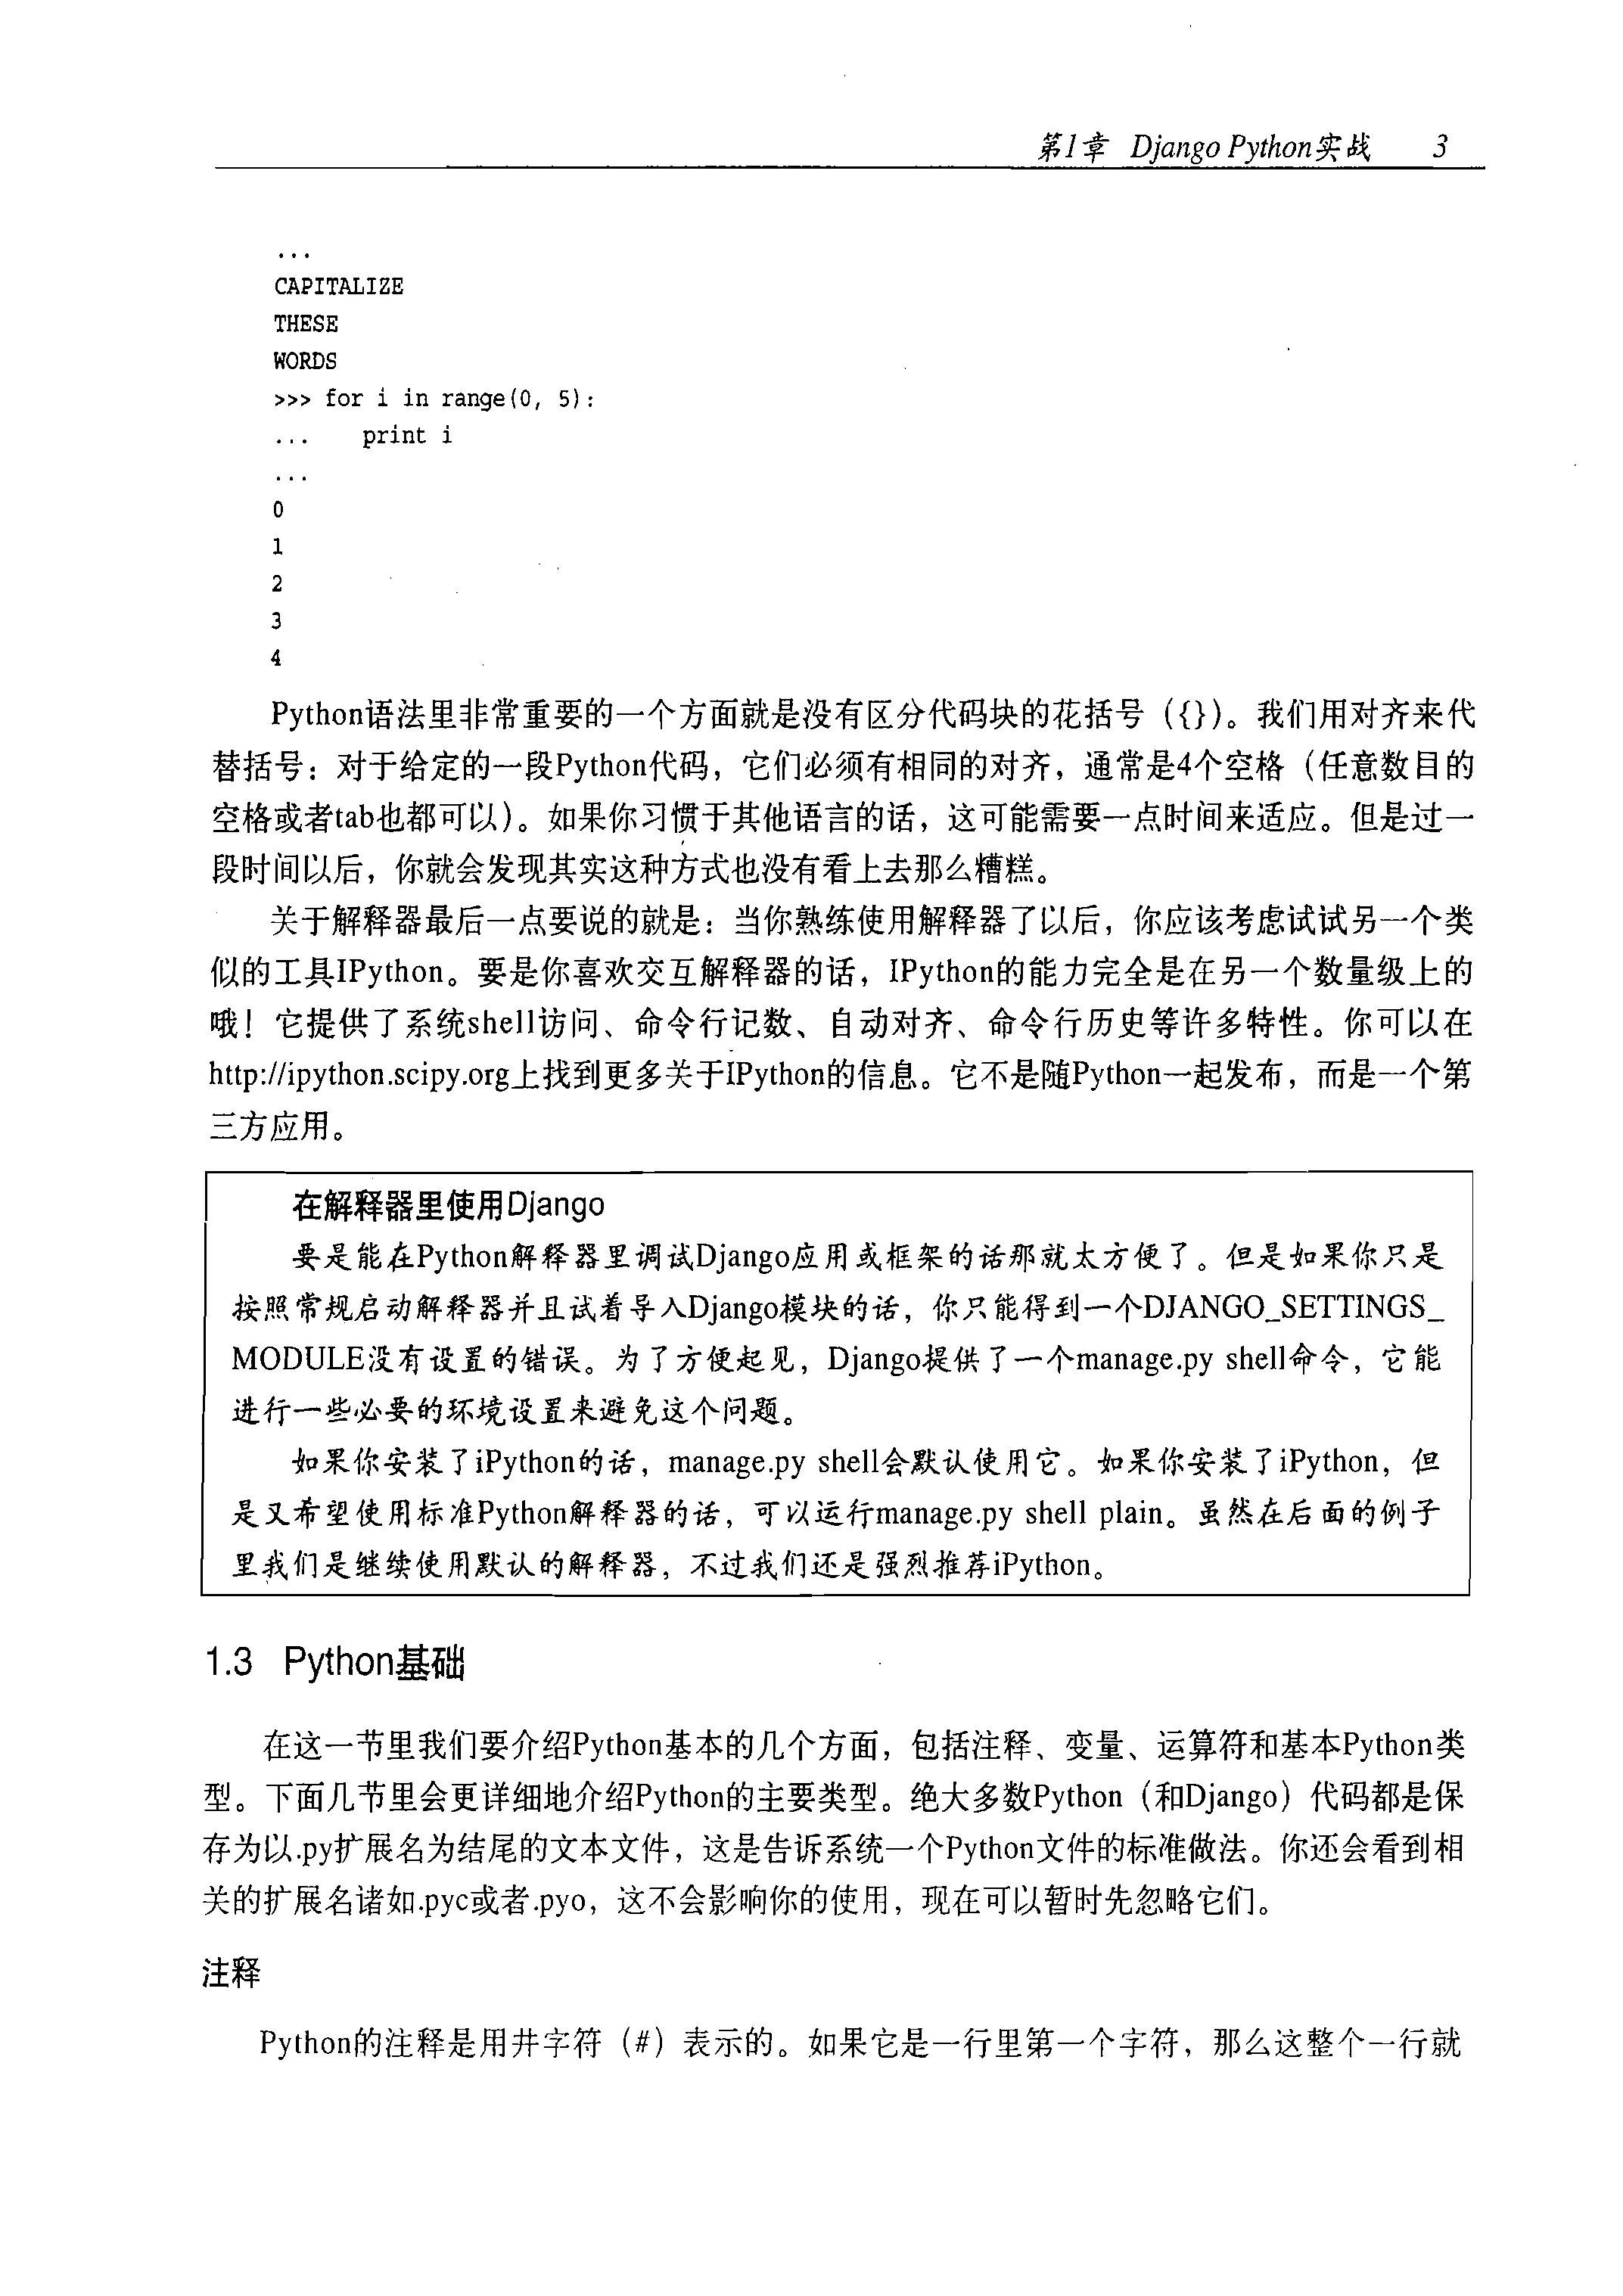 第1章 Django Python实战 3
...
CAPITALIZE
THESE
WORDS
>>> for i in range(0, 5):
...    print i
...
0
1
2
3
4
Python语法里非常重要的一个方面就是没有区分代码块的花括号（{}）。我们用对齐来代
替括号：对于给定的一段Python代码，它们必须有相同的对齐，通常是4个空格（任意数目的
空格或者tab也都可以）。如果你习惯于其他语言的话，这可能需要一点时间来适应。但是过一
段时间以后，你就会发现其实这种方式也没有看上去那么糟糕。
关于解释器最后一点要说的就是：当你熟练使用解释器了以后，你应该考虑试试另一个类
似的工具IPython。要是你喜欢交互解释器的话，IPython的能力完全是在另一个数量级上的
哦！它提供了系统shell访问、命令行记数、自动对齐、命令行历史等许多特性。你可以在
http://ipython.scipy.org上找到更多关于IPython的信息。它不是随Python一起发布，而是一个第
三方应用。
在解释器里使用Django
要是能在Python解释器里调试Django应用或框架的话那就太方便了。但是如果你只是
按照常规启动解释器并且试着导入Django模块的话，你只能得到一个DJANGO_SETTINGS_
MODULE没有设置的错误。为了方便起见，Django提供了一个manage.py shell命令，它能
进行一些必要的环境设置来避免这个问题。
如果你安装了iPython的话，manage.py shell会默认使用它。如果你安装了iPython，但
是又希望使用标准Python解释器的话，可以运行manage.py shell plain。虽然在后面的例子
里我们是继续使用默认的解释器，不过我们还是强烈推荐iPython。
1.3 Python基础
在这一节里我们要介绍Python基本的几个方面，包括注释、变量、运算符和基本Python类
型。下面几节里会更详细地介绍Python的主要类型。绝大多数Python（和Django）代码都是保
存为以.py扩展名为结尾的文本文件，这是告诉系统一个Python文件的标准做法。你还会看到相
关的扩展名诸如.pyc或者.pyo，这不会影响你的使用，现在可以暂时先忽略它们。
注释
Python的注释是用井字符（#）表示的。如果它是一行里第一个字符，那么这整个一行就